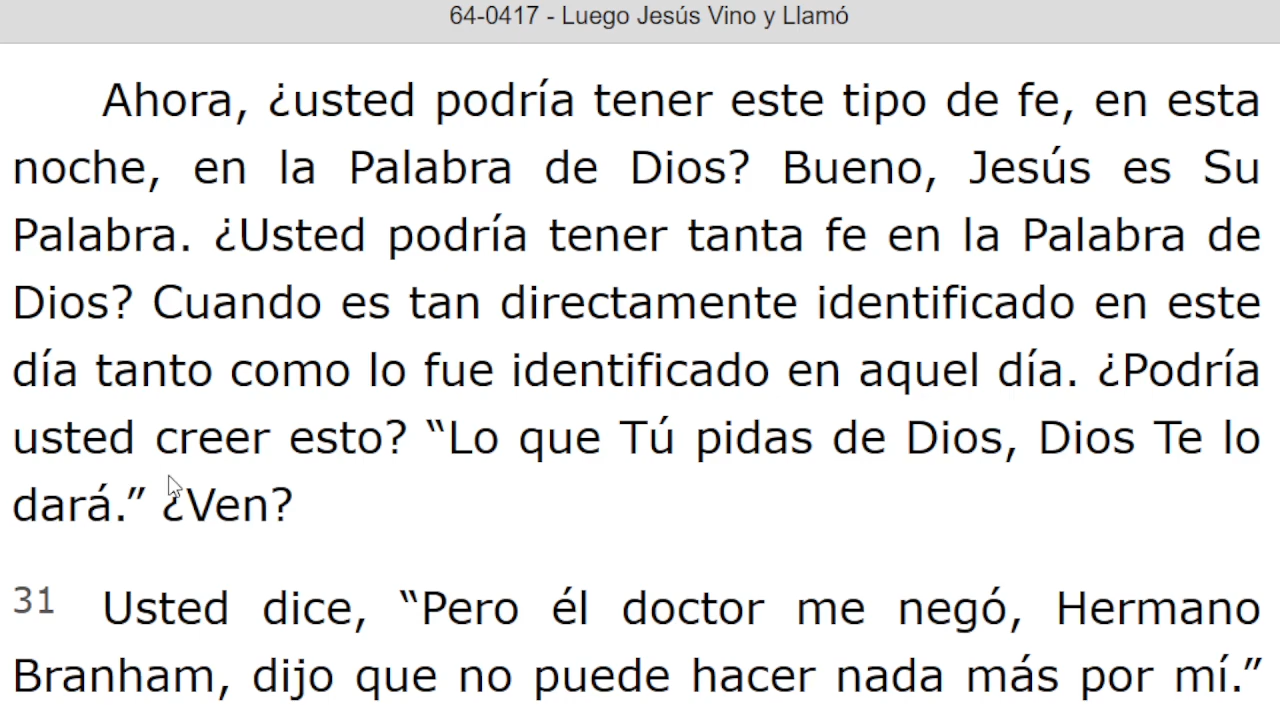 64-0417 - Luego Jesús Vino y Llamó
Ahora, ¿usted podría tener este tipo de fe, en esta
noche, en la Palabra de Dios? Bueno, Jesús es Su
Palabra. ¿Usted podría tener tanta fe en la Palabra de
Dios? Cuando es tan directamente identificado en este
día tanto como lo fue identificado en aquel día. ¿Podría
usted creer esto? “Lo que Tú pidas de Dios, Dios Te lo
dará.” ¿Ven?
31 Usted dice, “Pero él doctor me negó, Hermano
Branham, dijo que no puede hacer nada más por mí.”